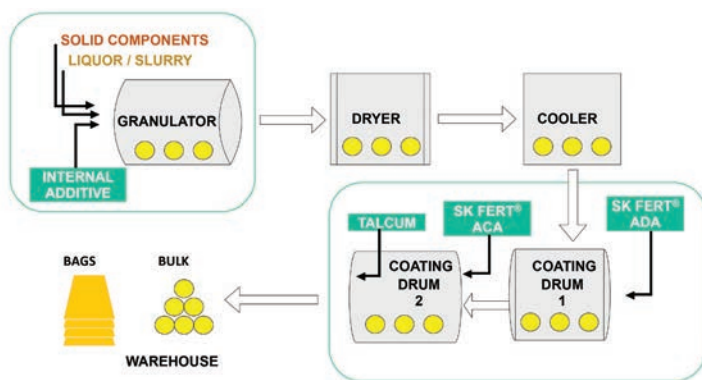 SOLID COMPONENTS
LIQUOR / SLURRY
GRANULATOR
INTERNAL
ADDITIVE
DRYER
COOLER
SK FERT®
ADA
SK FERT®
ACA
TALCUM
COATING
DRUM
1
COATING
DRUM
2
BAGS
BULK
WAREHOUSE